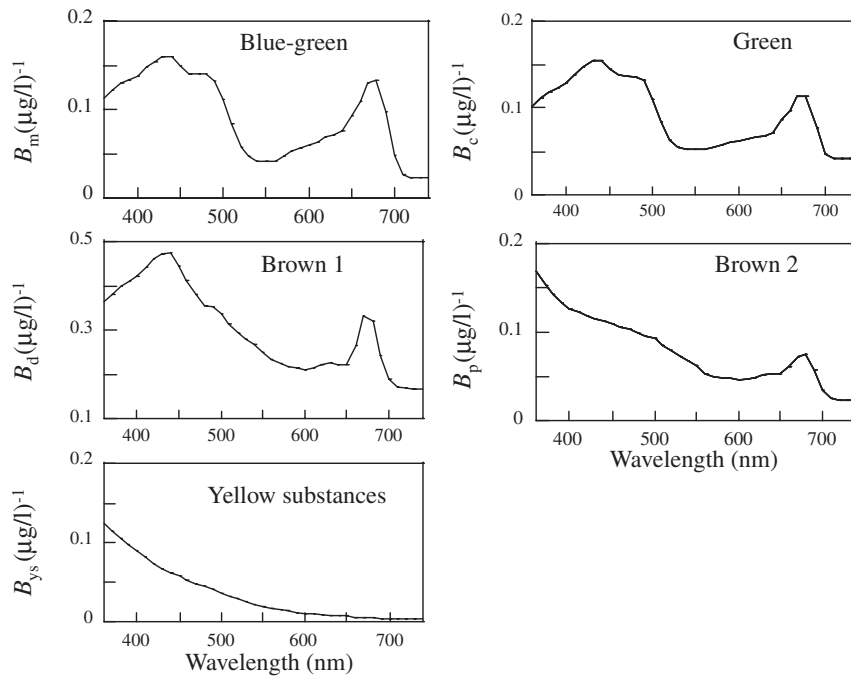 0.2
Blue-green
0.1
0
B_m(µg/l)⁻¹
400 500 600 700
0.2
Green
0.1
0
B_c(µg/l)⁻¹
400 500 600 700
0.5
Brown 1
0.3
0.1
B_d(µg/l)⁻¹
400 500 600 700
0.2
Brown 2
0.1
0
B_p(µg/l)⁻¹
400 500 600 700
Wavelength (nm)
0.2
Yellow substances
0.1
0
B_ys(µg/l)⁻¹
400 500 600 700
Wavelength (nm)